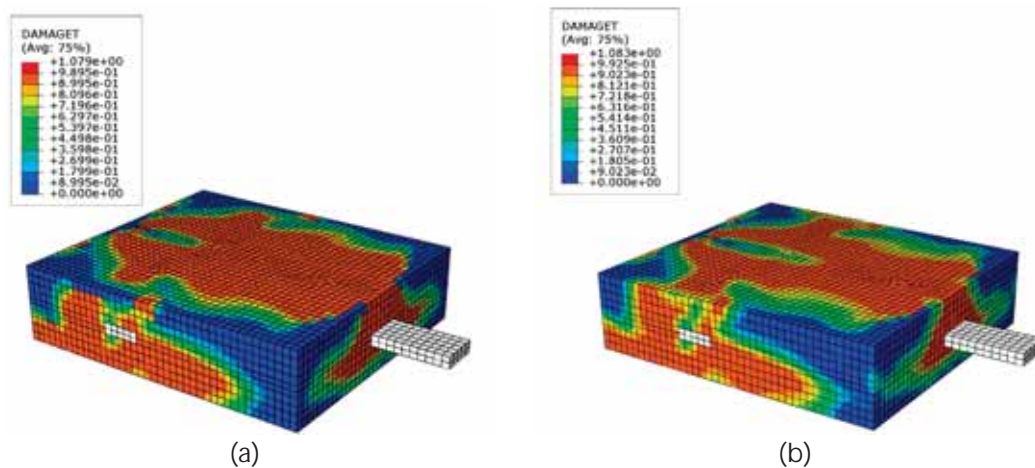 DAMAGET
(Avg: 75%)
+1.079e+00
+9.895e-01
+8.995e-01
+8.096e-01
+7.196e-01
+6.297e-01
+5.397e-01
+4.498e-01
+3.598e-01
+2.699e-01
+1.799e-01
+8.995e-02
+0.000e+00
DAMAGET
(Avg: 75%)
+1.083e+00
+9.925e-01
+9.023e-01
+8.121e-01
+7.218e-01
+6.316e-01
+5.414e-01
+4.511e-01
+3.609e-01
+2.707e-01
+1.805e-01
+9.023e-02
+0.000e+00
(a)
(b)